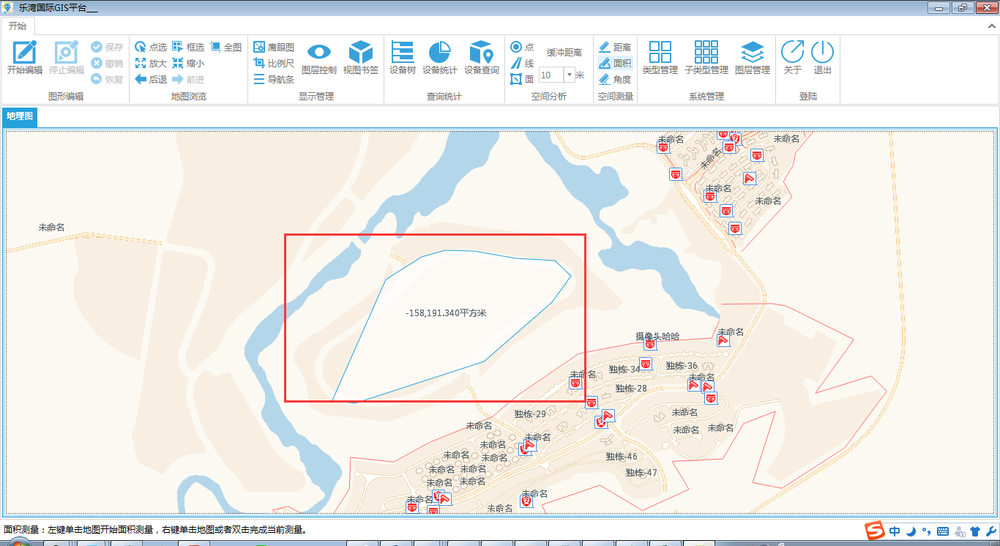 乐湾国际GIS平台___
开始
开始编辑 停止编辑 保存 撤销 恢复
图形编辑
点选 框选 全图
放大 缩小
后退 前进
地图浏览
鹰眼图
比例尺
导航条
图层控制 视图书签
显示管理
设备树 设备统计 设备查询
查询统计
点 缓冲距离
线
面 10 米
空间分析
距离
面积
角度
空间测量
类型管理 子类型管理 图层管理
系统管理
关于 退出
登陆
地理图
未命名 未命名
未命名
未命名
未命名
未命名
-158,191.340平方米
未命名
摄像头哈哈
独栋-34 独栋-36
未命名 未命名
独栋-28
独栋-29 未命名
未命名 未命名 未命名
未命名 未命名
未命名 未命名 独栋-46
未命名 未命名 独栋-47
未命名 未命名
未命名 未命名
未命名
面积测量：左键单击地图开始面积测量，右键单击地图或者双击完成当前测量。
S 中